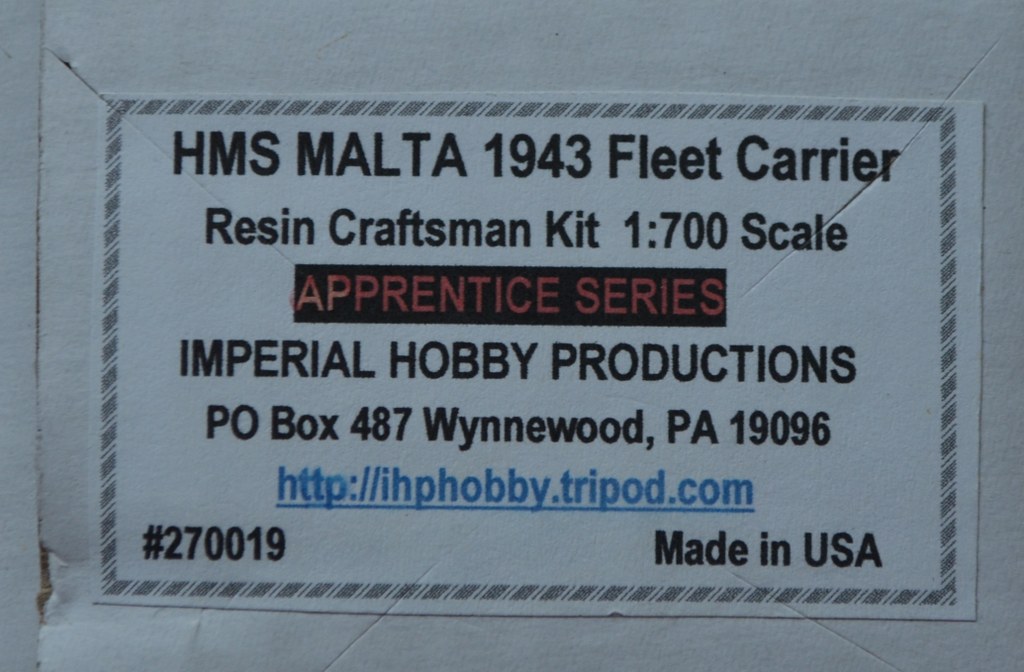 HMS MALTA 1943 Fleet Carrier
Resin Craftsman Kit 1:700 Scale
APPRENTICE SERIES
IMPERIAL HOBBY PRODUCTIONS
PO Box 487 Wynnewood, PA 19096
http://ihphobby.tripod.com
#270019 Made in USA